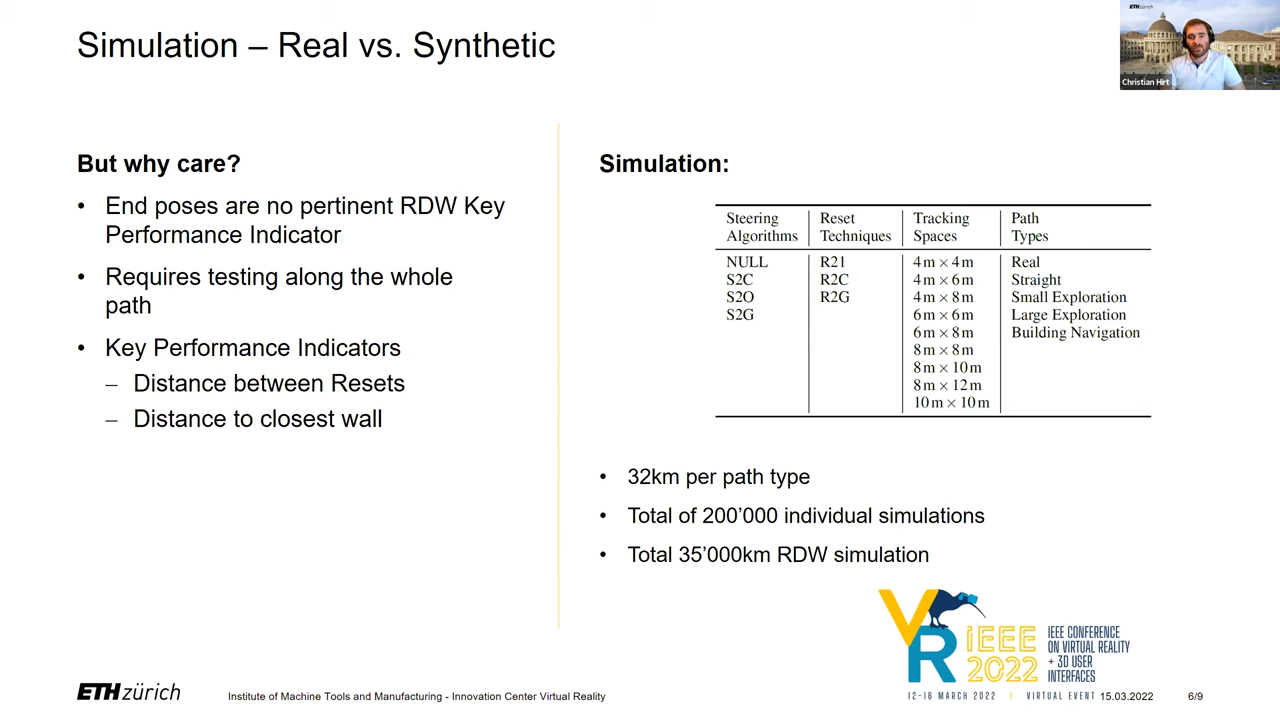 Simulation – Real vs. Synthetic
ETHzürich
Christian Hirt
But why care?
• End poses are no pertinent RDW Key
Performance Indicator
• Requires testing along the whole
path
• Key Performance Indicators
– Distance between Resets
– Distance to closest wall
Simulation:
Steering Reset Tracking Path
Algorithms Techniques Spaces Types
NULL R21 4 m × 4 m Real
S2C R2C 4 m × 6 m Straight
S2O R2G 4 m × 8 m Small Exploration
S2G 6 m × 6 m Large Exploration
6 m × 8 m Building Navigation
8 m × 8 m
8 m × 10 m
8 m × 12 m
10 m × 10 m
• 32km per path type
• Total of 200’000 individual simulations
• Total 35’000km RDW simulation
VR IEEE 2022
IEEE CONFERENCE
ON VIRTUAL REALITY
+ 3D USER
INTERFACES
12-16 MARCH 2022 | VIRTUAL EVENT
ETHzürich
Institute of Machine Tools and Manufacturing - Innovation Center Virtual Reality
15.03.2022
6/9